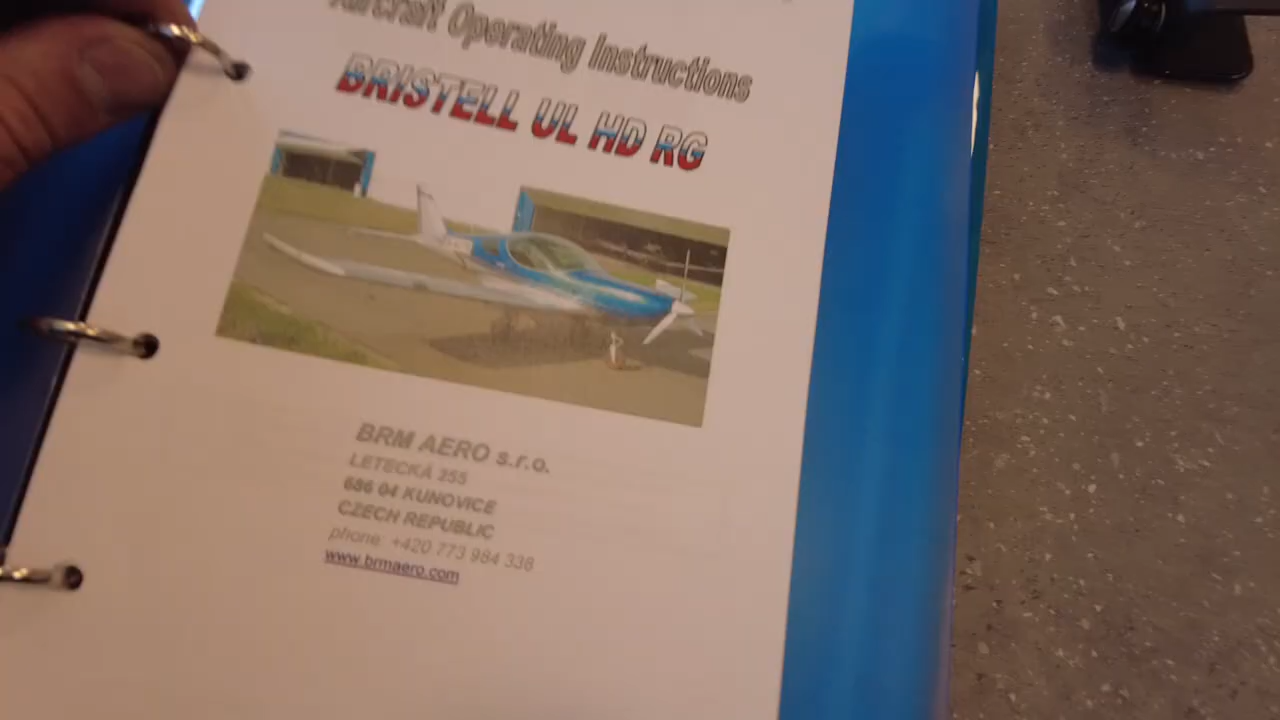 Aircraft Operating Instructions
BRISTELL UL HD RG
BRM AERO s.r.o.
LETECKÁ 255
686 04 KUNOVICE
CZECH REPUBLIC
phone +420 773 984 338
www.brmaero.com